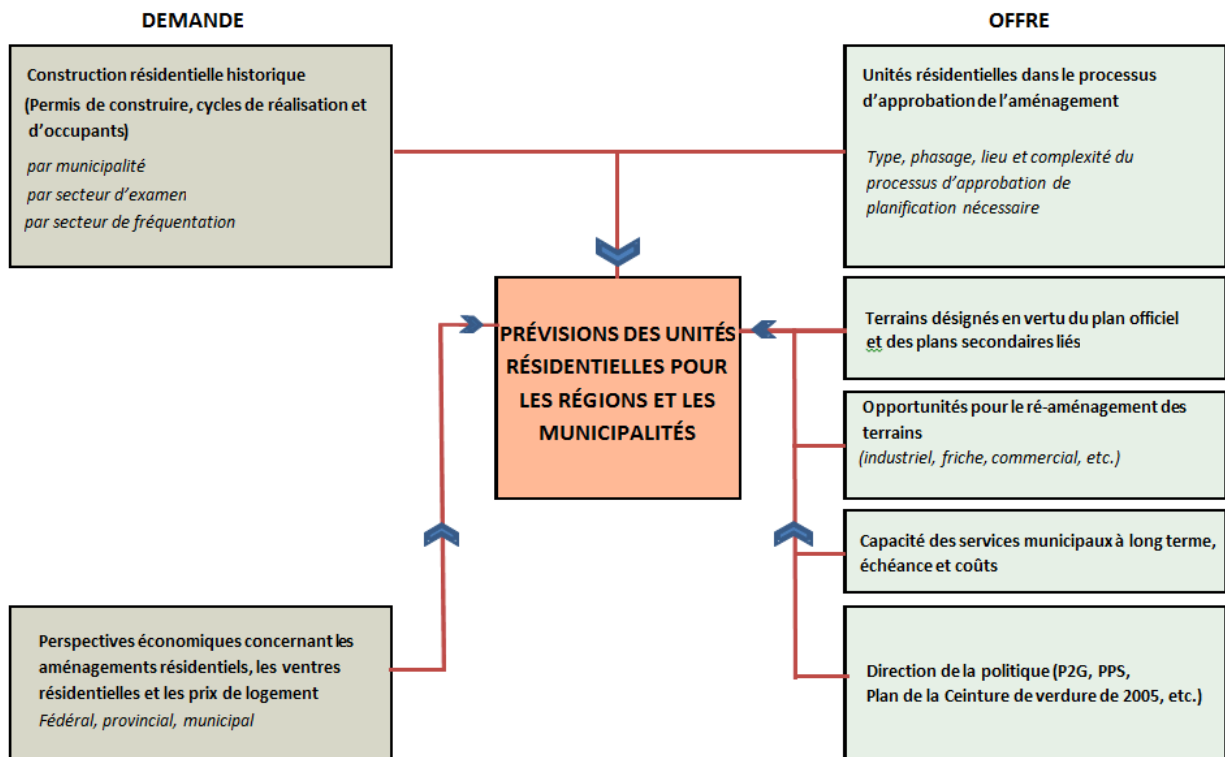 DEMANDE
Construction résidentielle historique
(Permis de construire, cycles de réalisation et
d'occupants)
par municipalité
par secteur d'examen
par secteur de fréquentation
Perspectives économiques concernant les
aménagements résidentiels, les ventres
résidentielles et les prix de logement
Fédéral, provincial, municipal
PRÉVISIONS DES UNITÉS
RÉSIDENTIELLES POUR
LES RÉGIONS ET LES
MUNICIPALITÉS
OFFRE
Unités résidentielles dans le processus
d'approbation de l'aménagement
Type, phasage, lieu et complexité du
processus d'approbation de
planification nécessaire
Terrains désignés en vertu du plan officiel
et des plans secondaires liés
Opportunités pour le ré-aménagement des
terrains
(industriel, friche, commercial, etc.)
Capacité des services municipaux à long terme,
échéance et coûts
Direction de la politique (P2G, PPS,
Plan de la Ceinture de verdure de 2005, etc.)